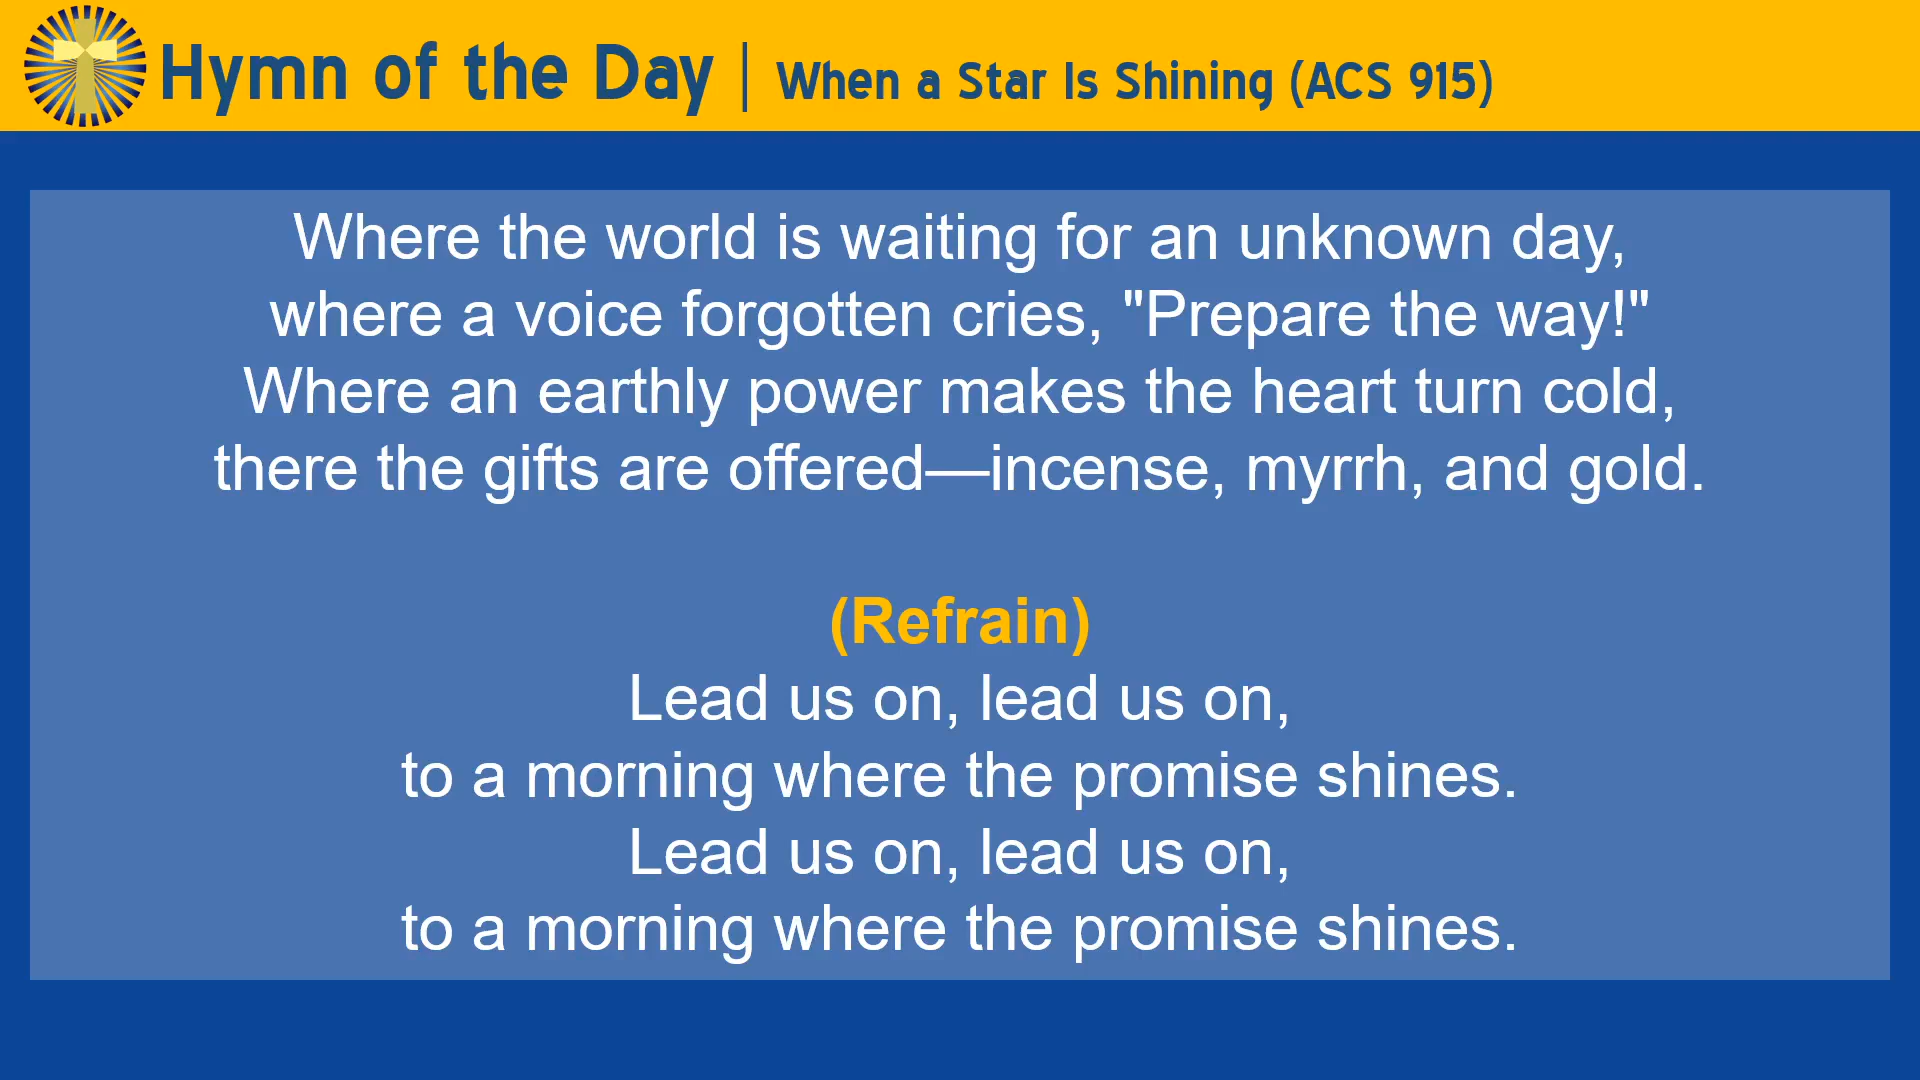 Hymn of the Day | When a Star Is Shining (ACS 915)
Where the world is waiting for an unknown day,
where a voice forgotten cries, "Prepare the way!"
Where an earthly power makes the heart turn cold,
there the gifts are offered—incense, myrrh, and gold.
(Refrain)
Lead us on, lead us on,
to a morning where the promise shines.
Lead us on, lead us on,
to a morning where the promise shines.